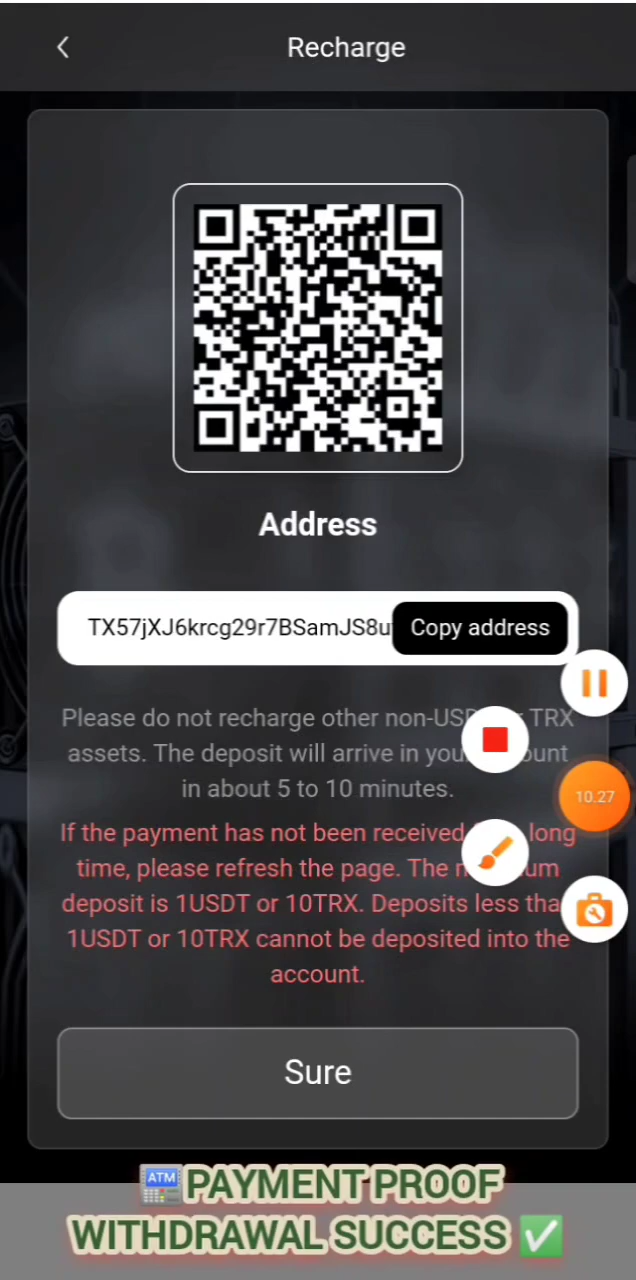 Recharge
Address
TX57jXJ6krcg29r7BSamJS8u
Copy address
Please do not recharge other non- TRX
assets. The deposit will arrive in
in about 5 to 10 minutes.
If the payment has not been received long
time, please refresh the page. The
deposit is 1USDT or 10TRX. Deposits less
1USDT or 10TRX cannot be deposited into the
account.
10.27
Sure
ATM PAYMENT PROOF
WITHDRAWAL SUCCESS ✅